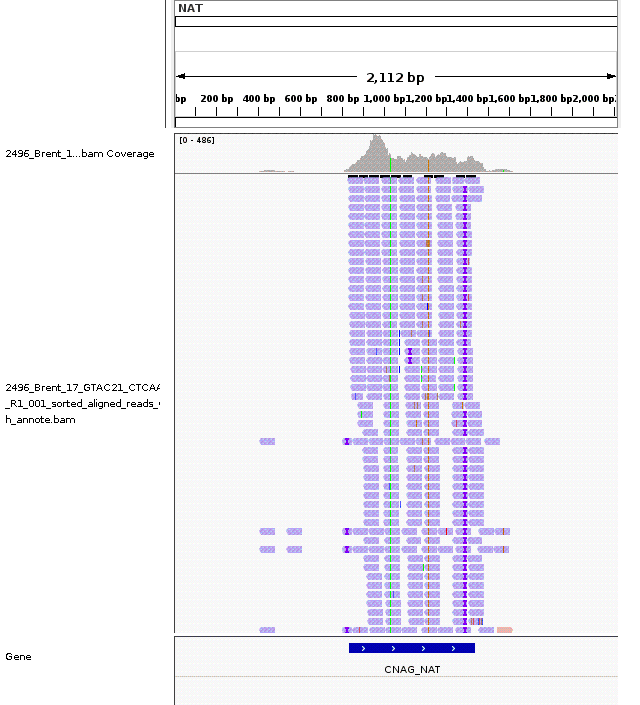 NAT
2,112 bp
bp 200 bp 400 bp 600 bp 800 bp 1,000 bp 1,200 bp 1,400 bp 1,600 bp 1,800 bp 2,000 bp
[0 - 486]
2496_Brent_1...bam Coverage
2496_Brent_17_GTAC21_CTCAA
_R1_001_sorted_aligned_reads_
h_annote.bam
Gene
CNAG_NAT